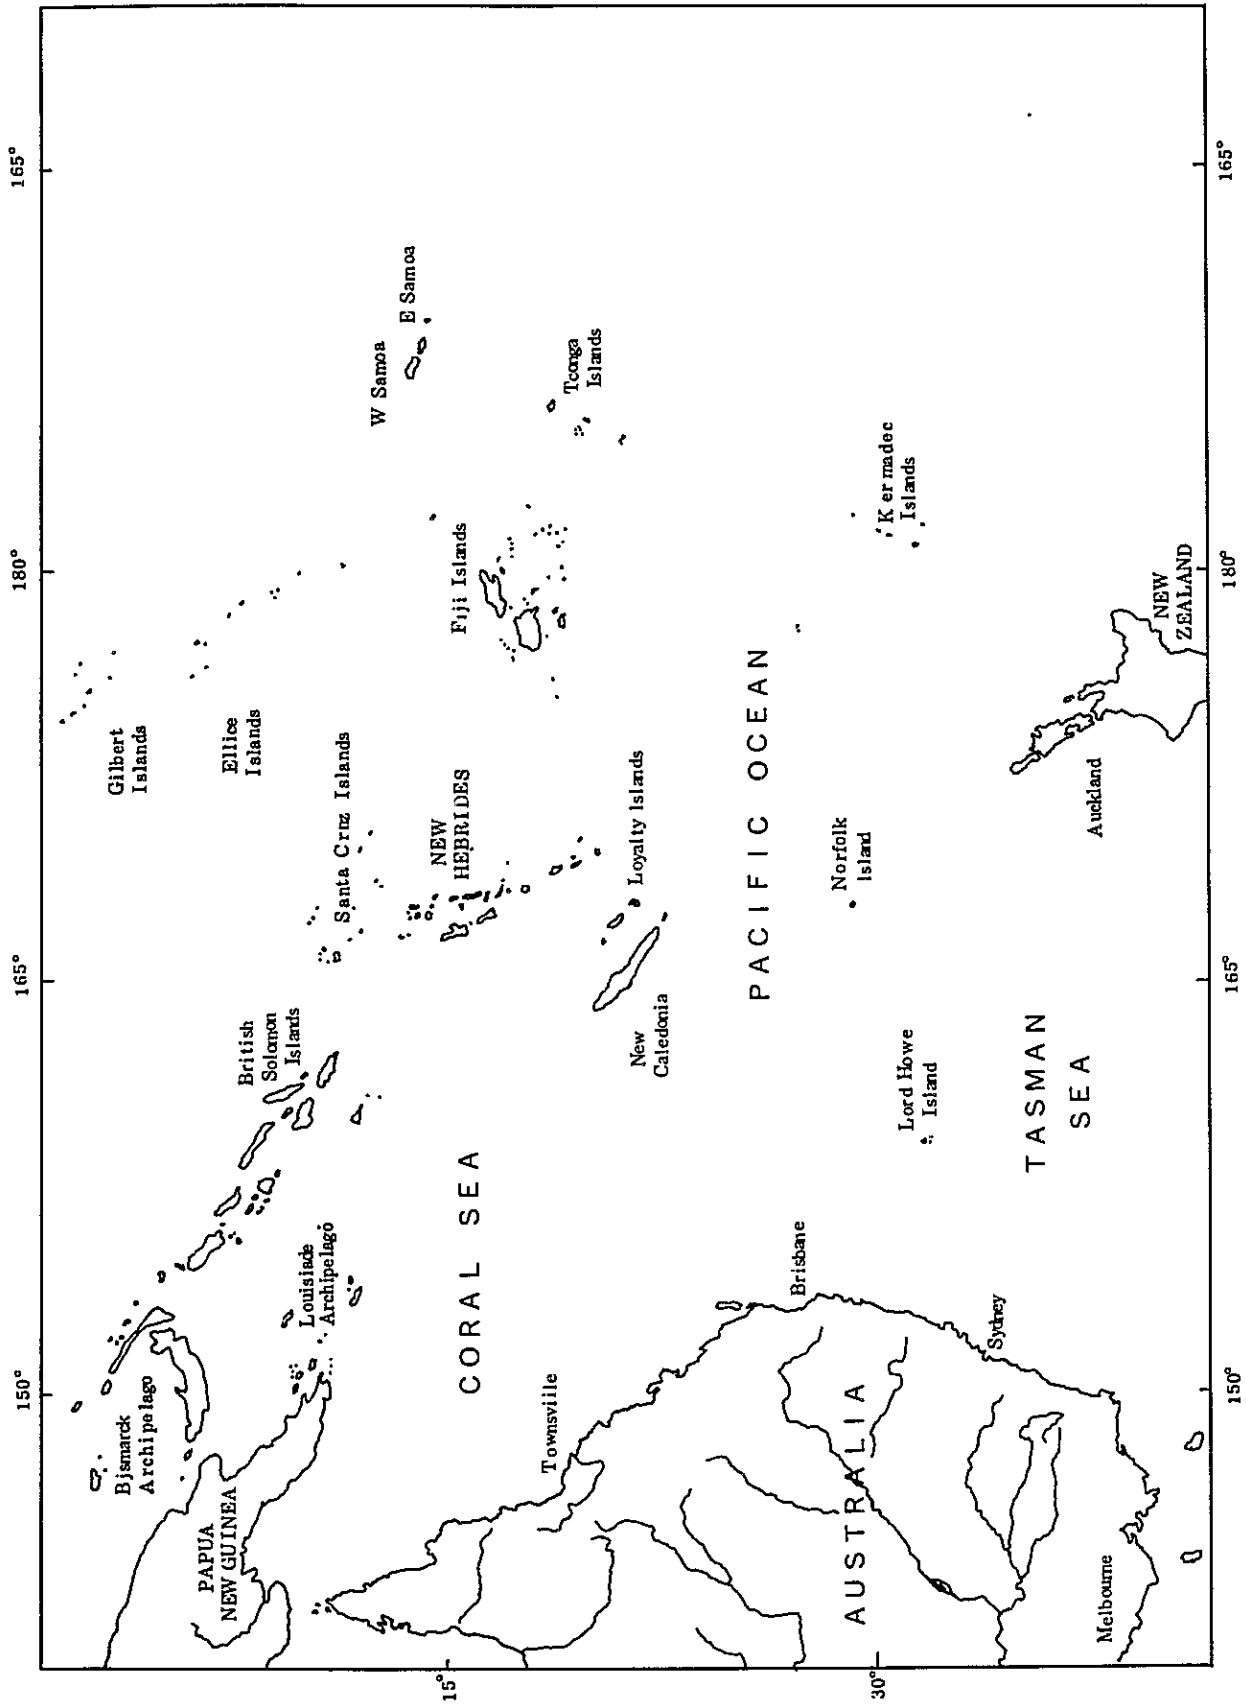 150°
165°
180°
165°
Gilbert
Islands
Bjsmarck
Archipelago
Ellice
Islands
PAPUA
NEW GUINEA
British
Solomon
Islands
Louisiade
Archipelago
Santa Cruz Islands
W Samoa
E Samoa
15°
NEW
HEBRIDES
Fiji Islands
CORAL SEA
Townsviile
Tconga
Islands
New
Caledonia
Loyalty Islands
PACIFIC OCEAN
Brisbane
Norfolk
Island
AUSTRALIA
30°
Lord Howe
Island
Kermadec
Islands
Sydney
TASMAN
SEA
Melbourne
Auckland
NEW
ZEALAND
150°
165°
180°
165°